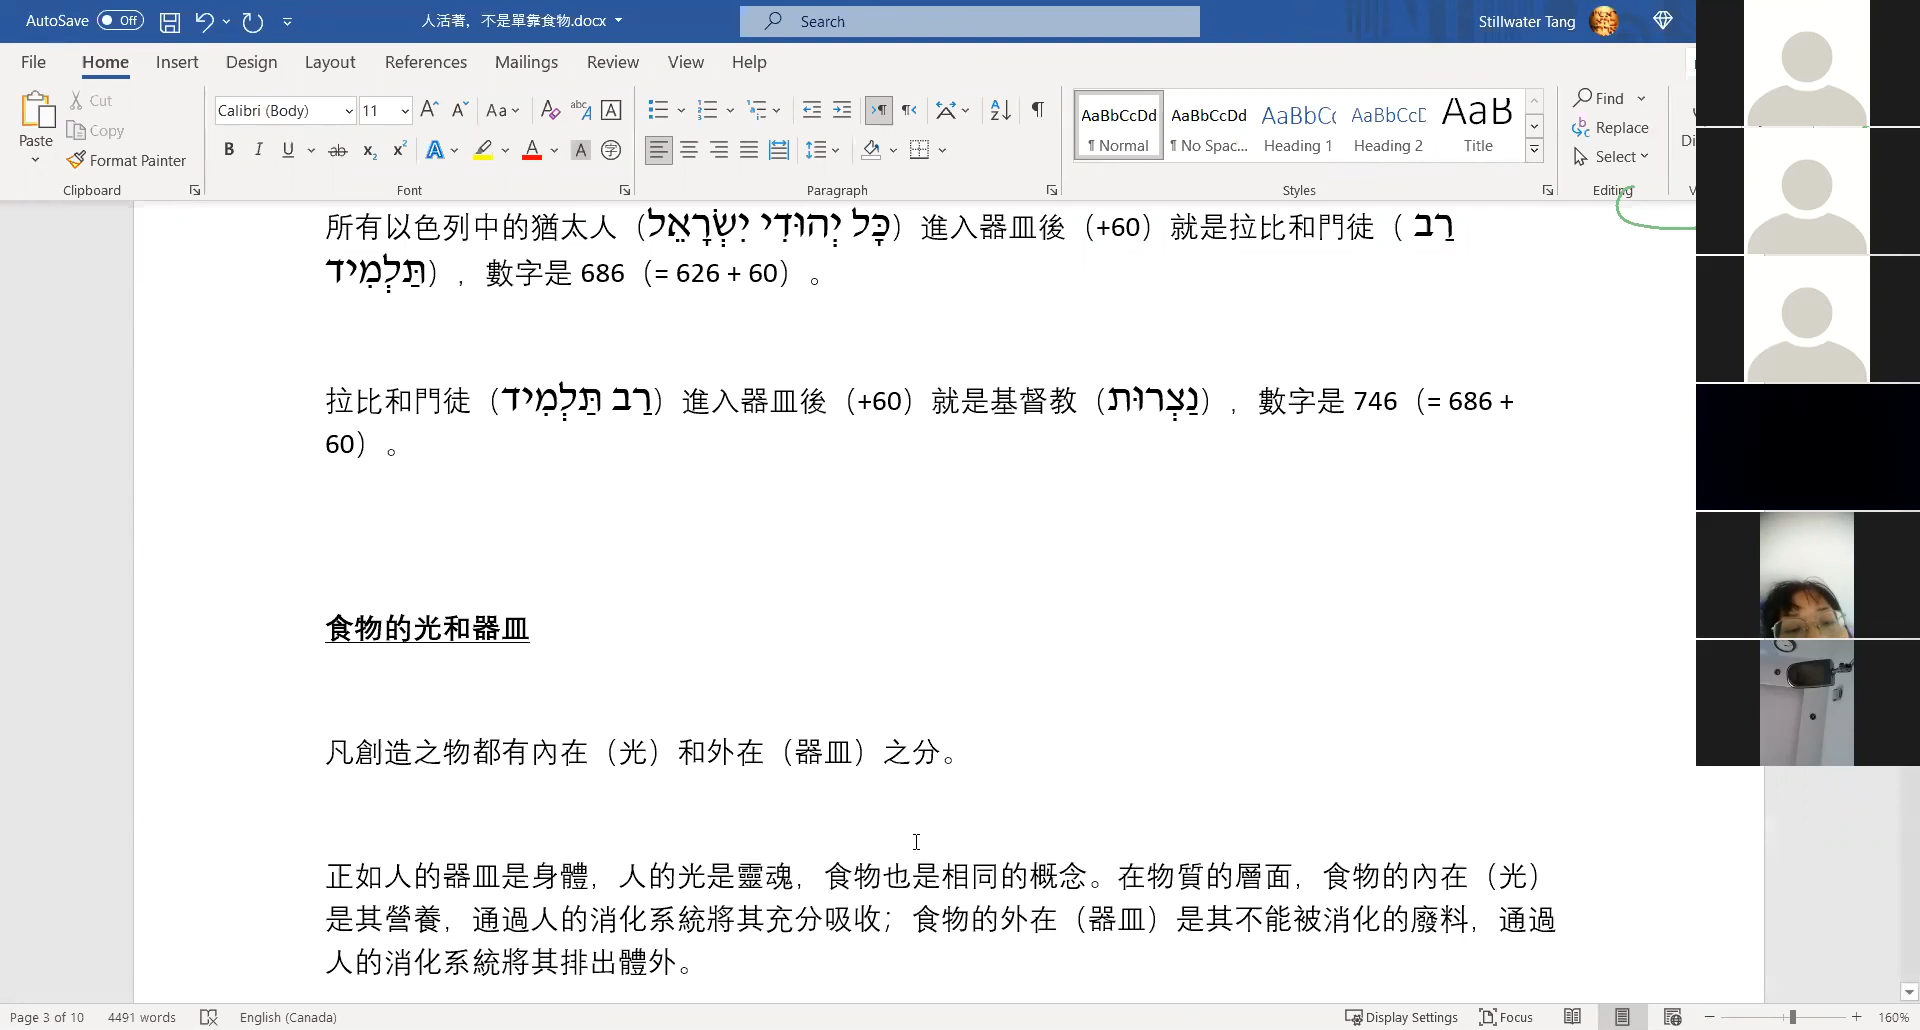 AutoSave Off 人活著，不是單靠食物.docx Search Stillwater Tang
File Home Insert Design Layout References Mailings Review View Help
Paste Cut Copy Format Painter Clipboard
Calibri (Body) 11 Font
Paragraph
AaBbCcDd AaBbCcDd AaBbCc AaBbCcD AaB
¶ Normal ¶ No Spac... Heading 1 Heading 2 Title
Styles
Find Replace Select Editing
所有以色列中的猶太人（כָּל יְהוּדִי יִשְׂרָאֵל）進入器皿後（+60）就是拉比和門徒（ רַב
תַּלְמִיד），數字是 686（= 626 + 60）。
拉比和門徒（רַב תַּלְמִיד）進入器皿後（+60）就是基督教（נַצְרוּת），數字是 746（= 686 +
60）。
食物的光和器皿
凡創造之物都有內在（光）和外在（器皿）之分。
正如人的器皿是身體，人的光是靈魂，食物也是相同的概念。在物質的層面，食物的內在（光）
是其營養，通過人的消化系統將其充分吸收；食物的外在（器皿）是其不能被消化的廢料，通過
人的消化系統將其排出體外。
Page 3 of 10 4491 words English (Canada) Display Settings Focus 160%